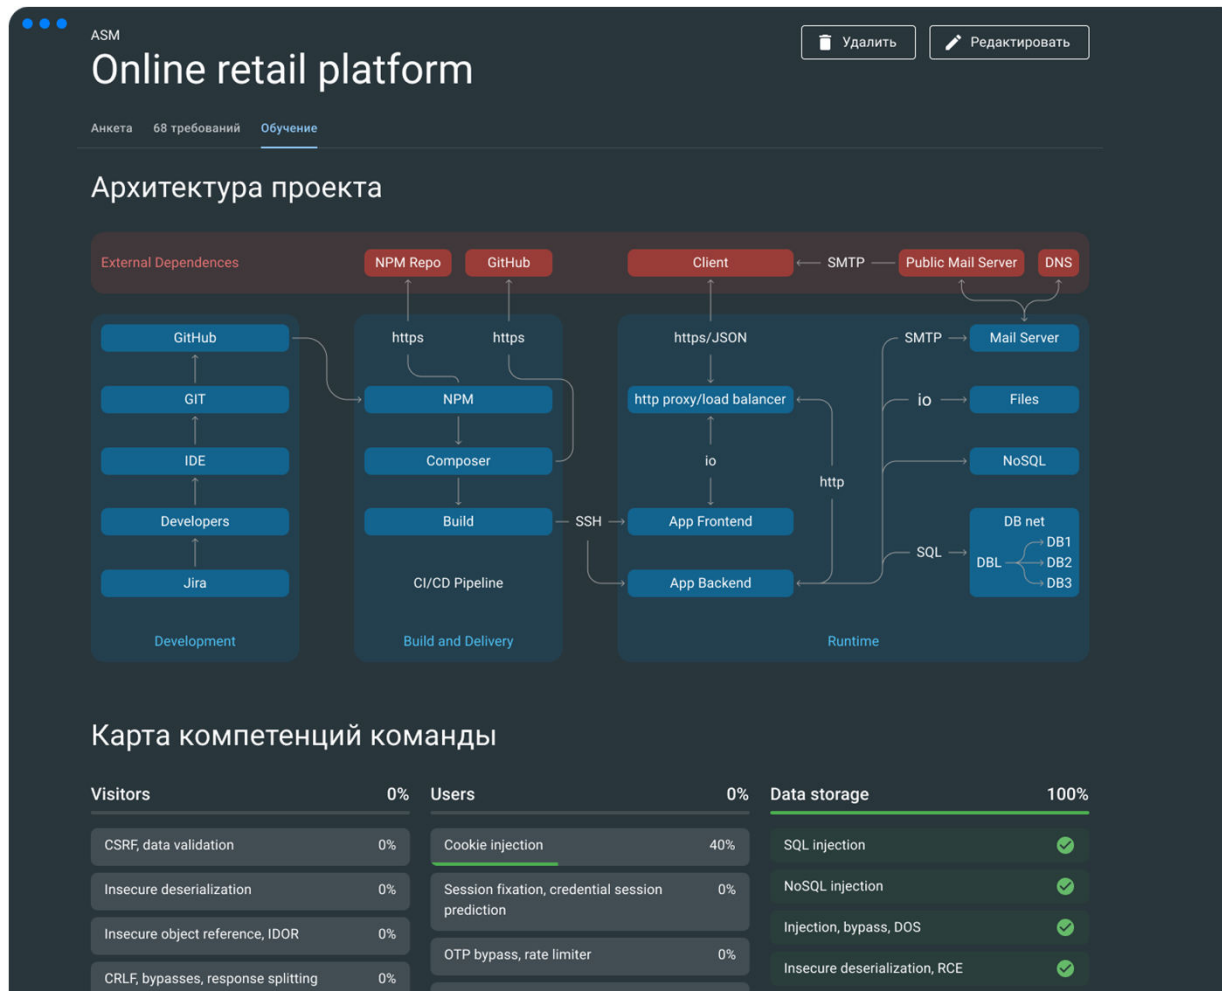 ASM
Online retail platform
Удалить
Редактировать
Анкета
68 требований
Обучение
Архитектура проекта
External Dependences
NPM Repo
GitHub
Client
SMTP
Public Mail Server
DNS
GitHub
https
https
https/JSON
SMTP
Mail Server
GIT
NPM
http proxy/load balancer
io
Files
IDE
Composer
io
NoSQL
http
Developers
Build
SSH
App Frontend
DB net
DB1
SQL
DBL
DB2
DB3
Jira
CI/CD Pipeline
App Backend
Development
Build and Delivery
Runtime
Карта компетенций команды
Visitors 0%
CSRF, data validation 0%
Insecure deserialization 0%
Insecure object reference, IDOR 0%
CRLF, bypasses, response splitting 0%
Users 0%
Cookie injection 40%
Session fixation, credential session 0%
prediction
OTP bypass, rate limiter 0%
Data storage 100%
SQL injection
NoSQL injection
Injection, bypass, DOS
Insecure deserialization, RCE